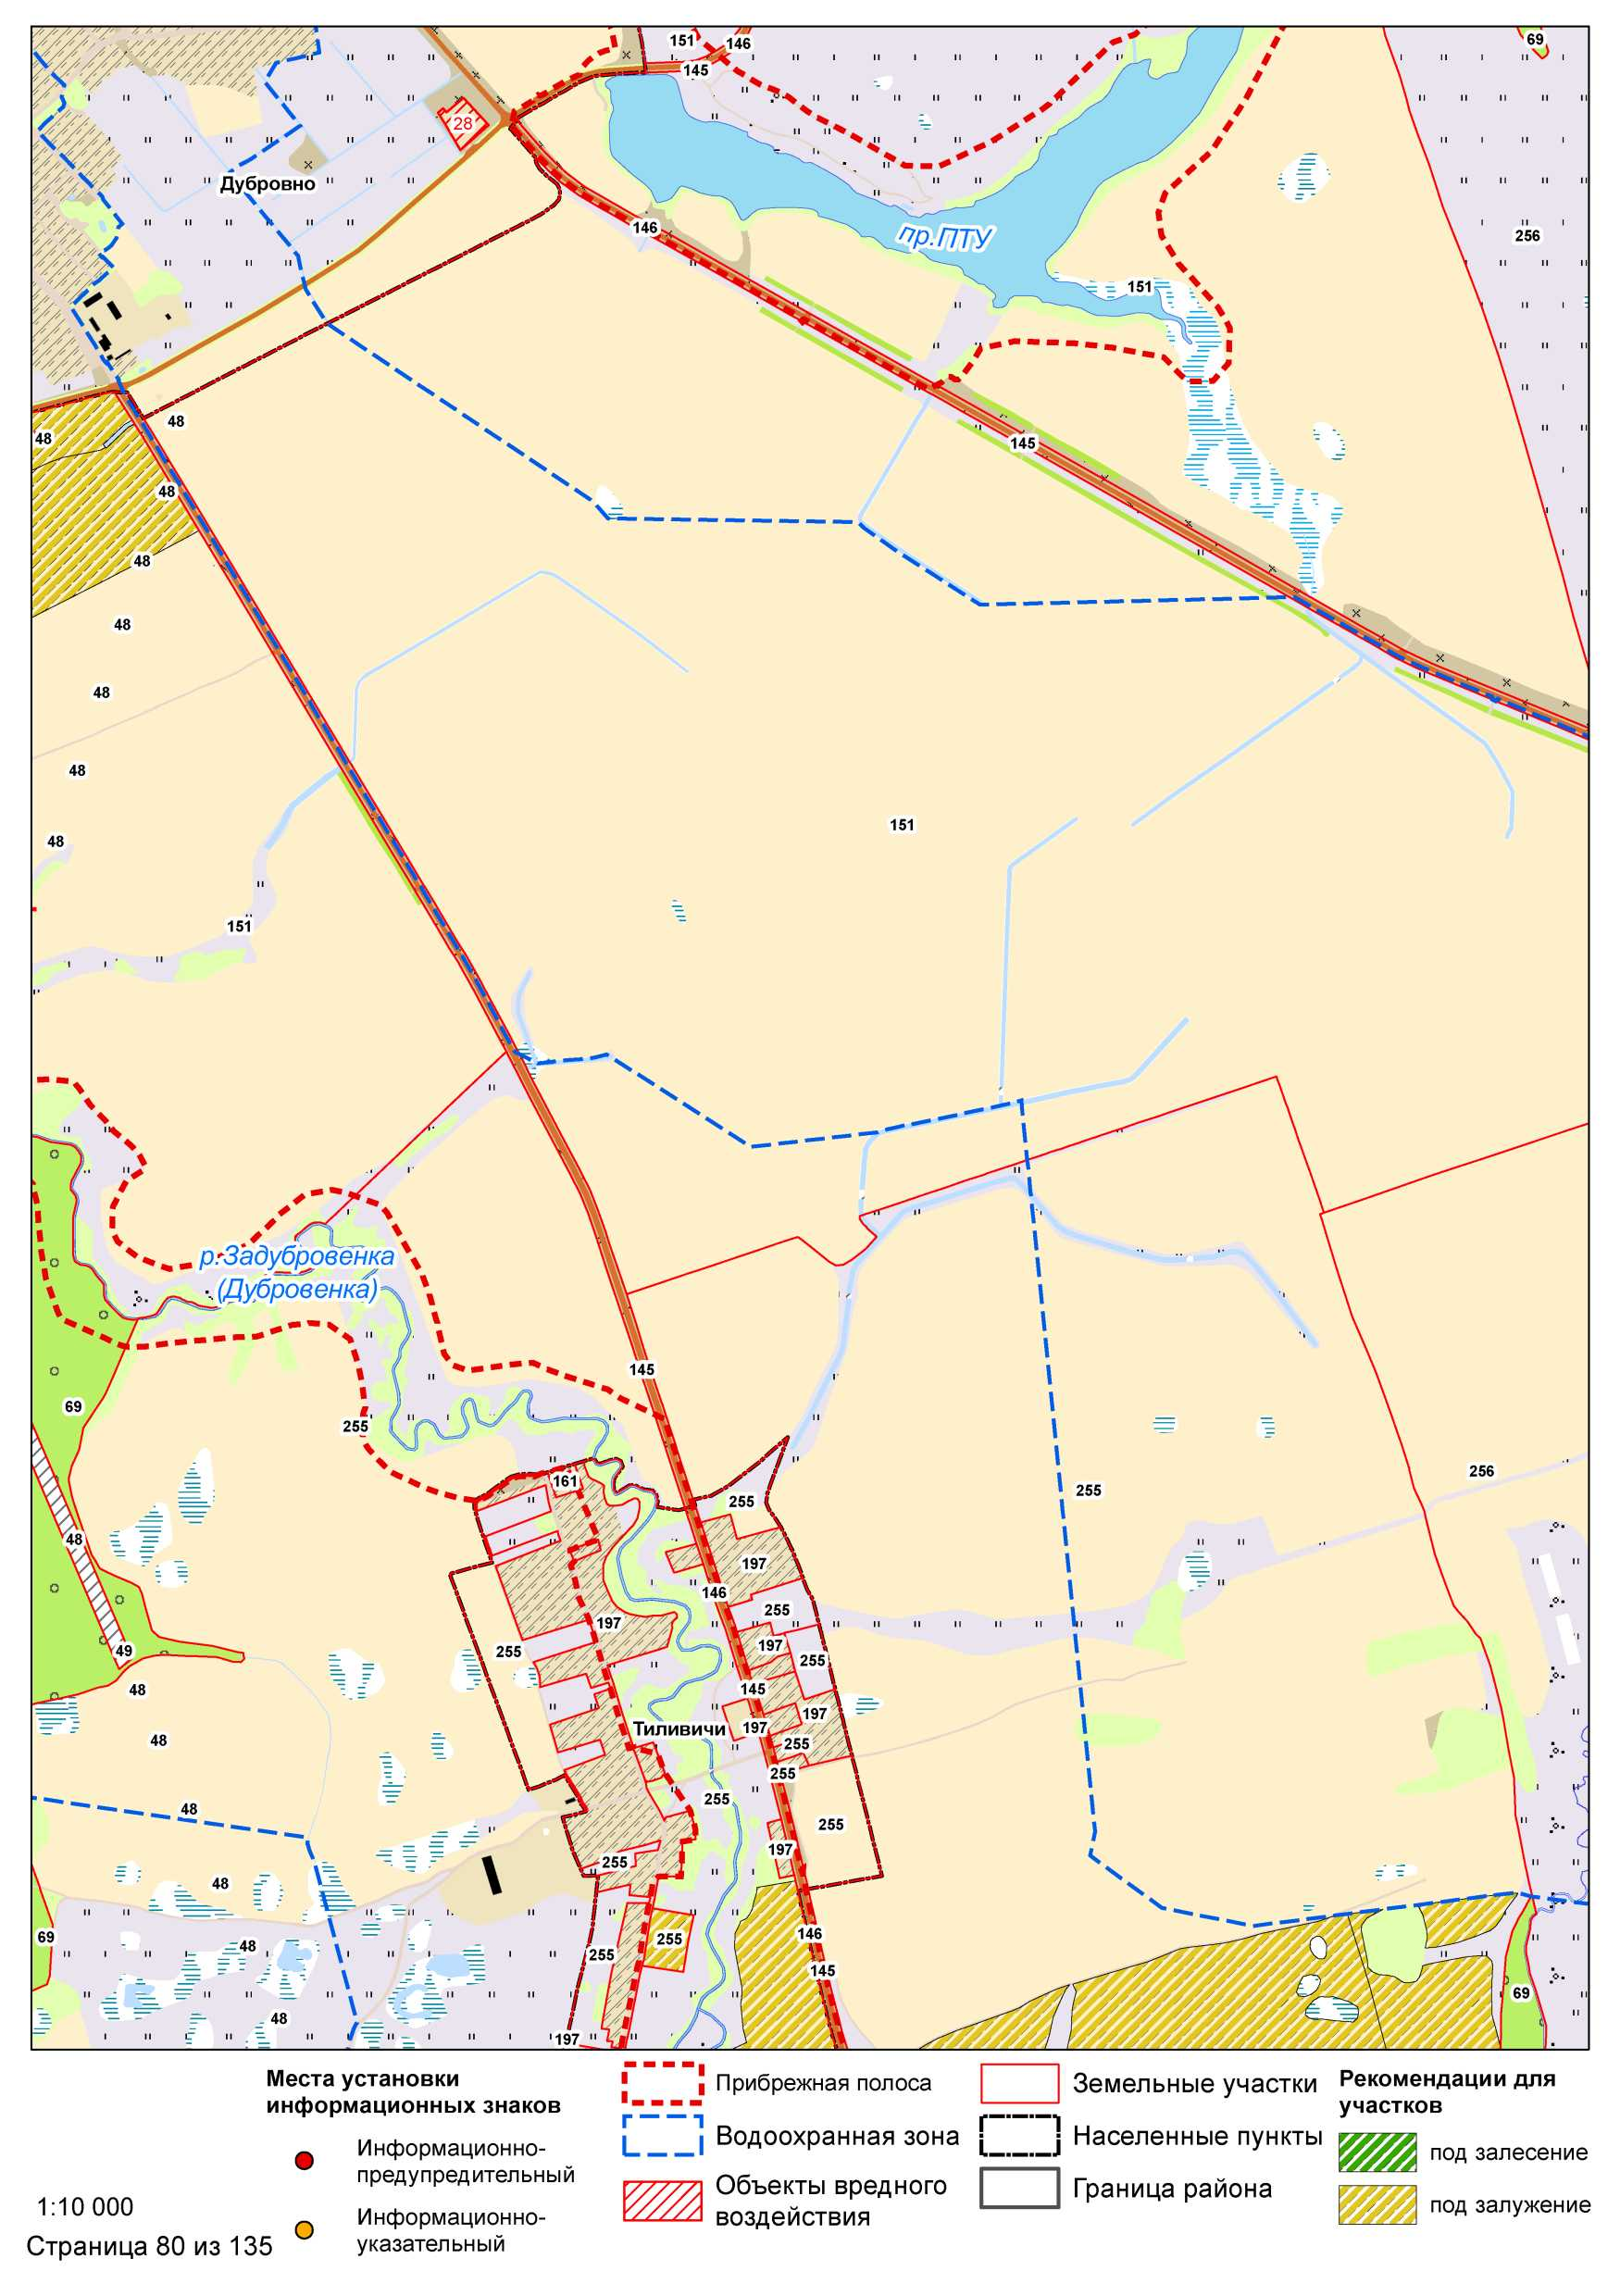 151
146
145
69
28
Дубровно
146
пр.ПТУ
256
151
48
48
145
48
48
48
48
48
151
48
151
р.Задубровенка
(Дубровенка)
145
69
255
161
256
255
255
48
197
146
255
197
197
49
255
255
48
145
197
Тиливичи
197
48
255
255
255
48
255
197
255
48
69
146
255
48
255
145
69
48
197
Места установки
информационных знаков
Информационно-
предупредительный
Информационно-
указательный
Прибрежная полоса
Водоохранная зона
Объекты вредного
воздействия
Земельные участки
Населенные пункты
Граница района
Рекомендации для
участков
под залесение
под залужение
1:10 000
Страница 80 из 135